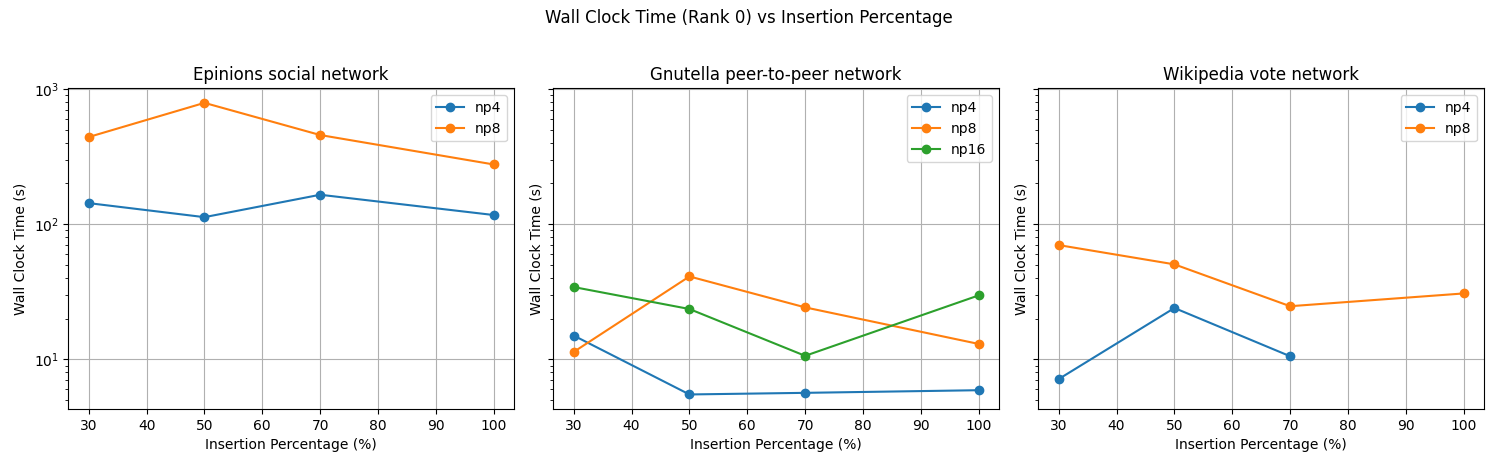 Wall Clock Time (Rank 0) vs Insertion Percentage
Epinions social network
np4
np8
Wall Clock Time (s)
10³
10²
10¹
30 40 50 60 70 80 90 100
Insertion Percentage (%)
Gnutella peer-to-peer network
np4
np8
np16
Wall Clock Time (s)
30 40 50 60 70 80 90 100
Insertion Percentage (%)
Wikipedia vote network
np4
np8
Wall Clock Time (s)
30 40 50 60 70 80 90 100
Insertion Percentage (%)